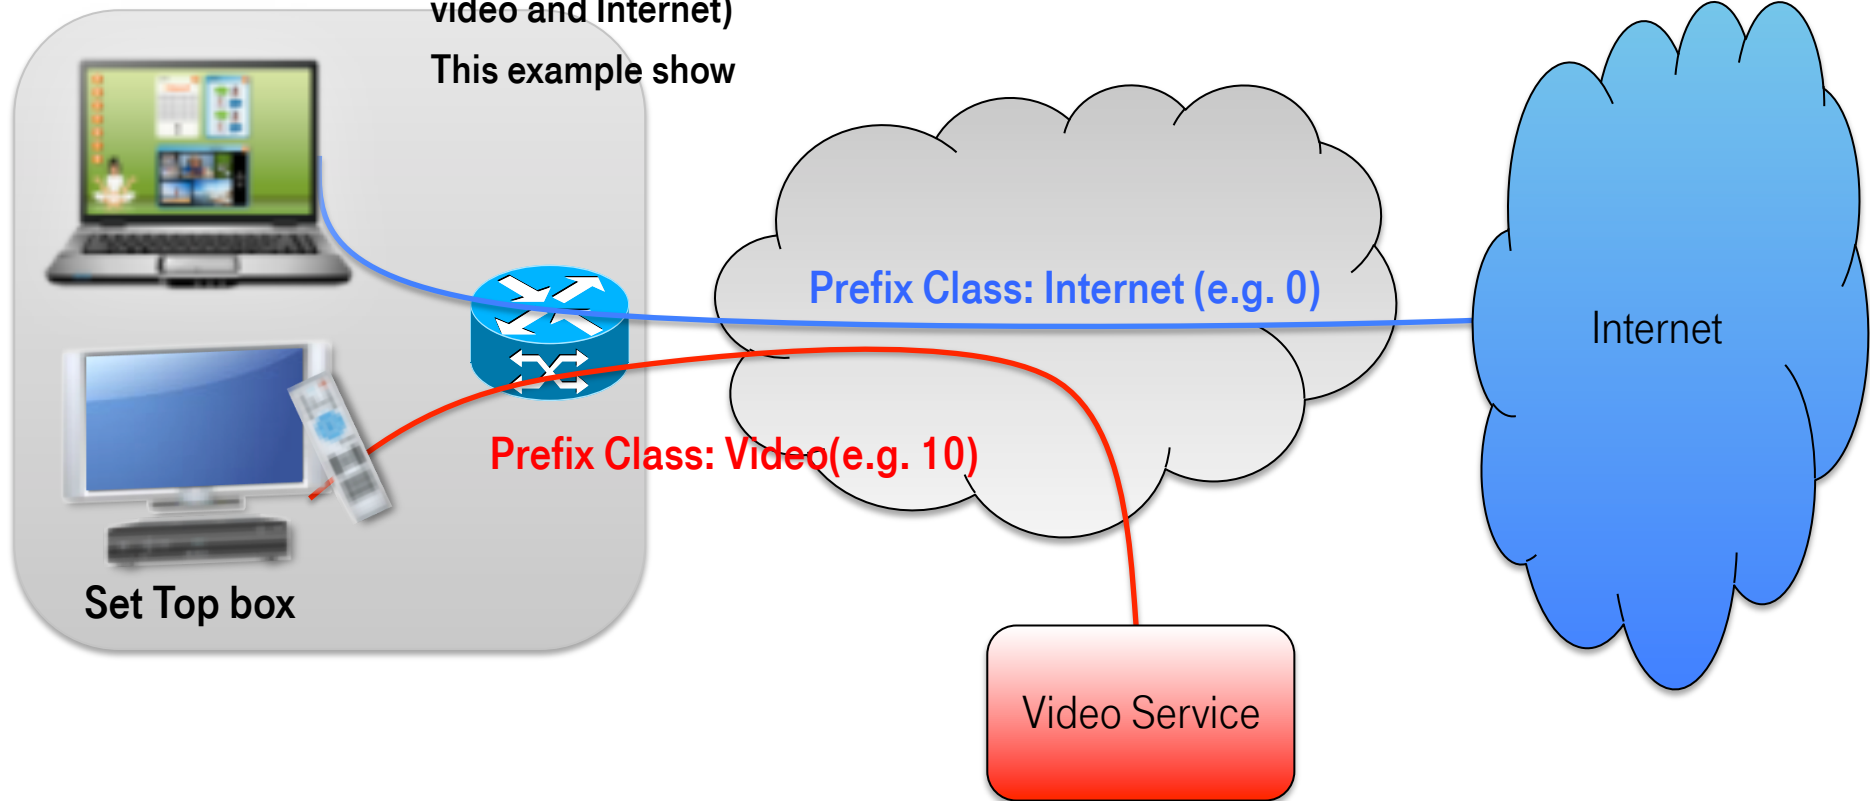 video and Internet)
This example show
Prefix Class: Internet (e.g. 0)
Internet
Prefix Class: Video(e.g. 10)
Set Top box
Video Service